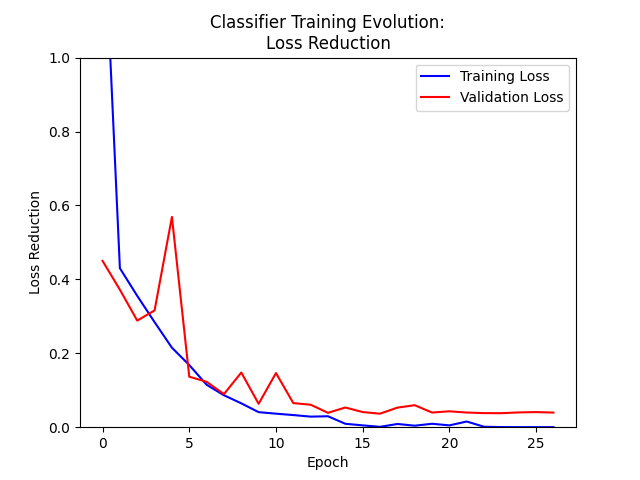 Classifier Training Evolution:
Loss Reduction
Training Loss
Validation Loss
Loss Reduction
1.0
0.8
0.6
0.4
0.2
0.0
0 5 10 15 20 25
Epoch